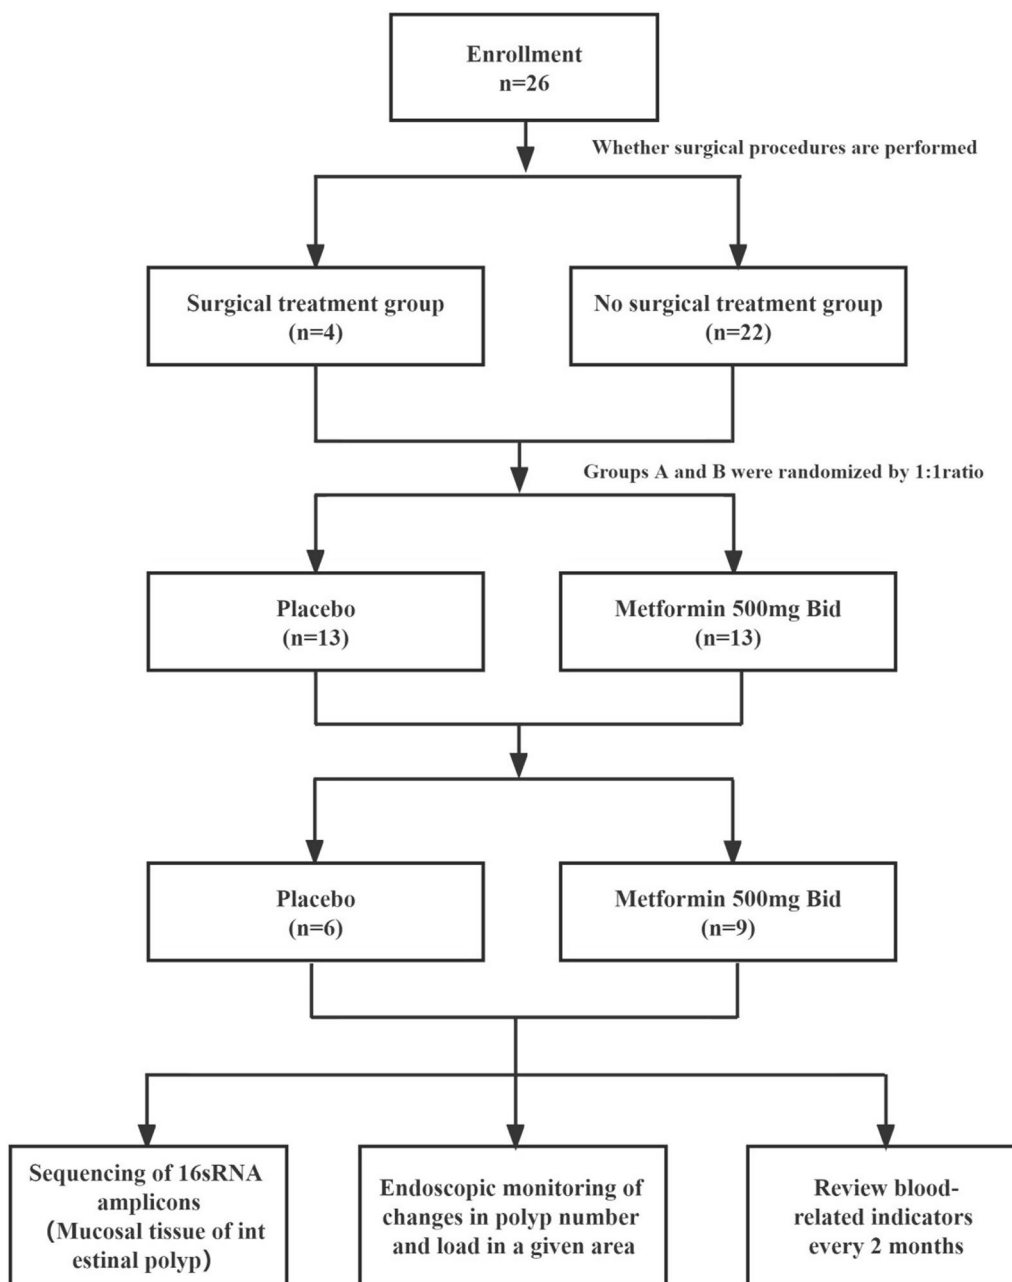 Enrollment
n=26
Whether surgical procedures are performed
Surgical treatment group
(n=4)
No surgical treatment group
(n=22)
Groups A and B were randomized by 1:1ratio
Placebo
(n=13)
Metformin 500mg Bid
(n=13)
Placebo
(n=6)
Metformin 500mg Bid
(n=9)
Sequencing of 16sRNA
amplicons
(Mucosal tissue of int
estinal polyp)
Endoscopic monitoring of
changes in polyp number
and load in a given area
Review blood-
related indicators
every 2 months